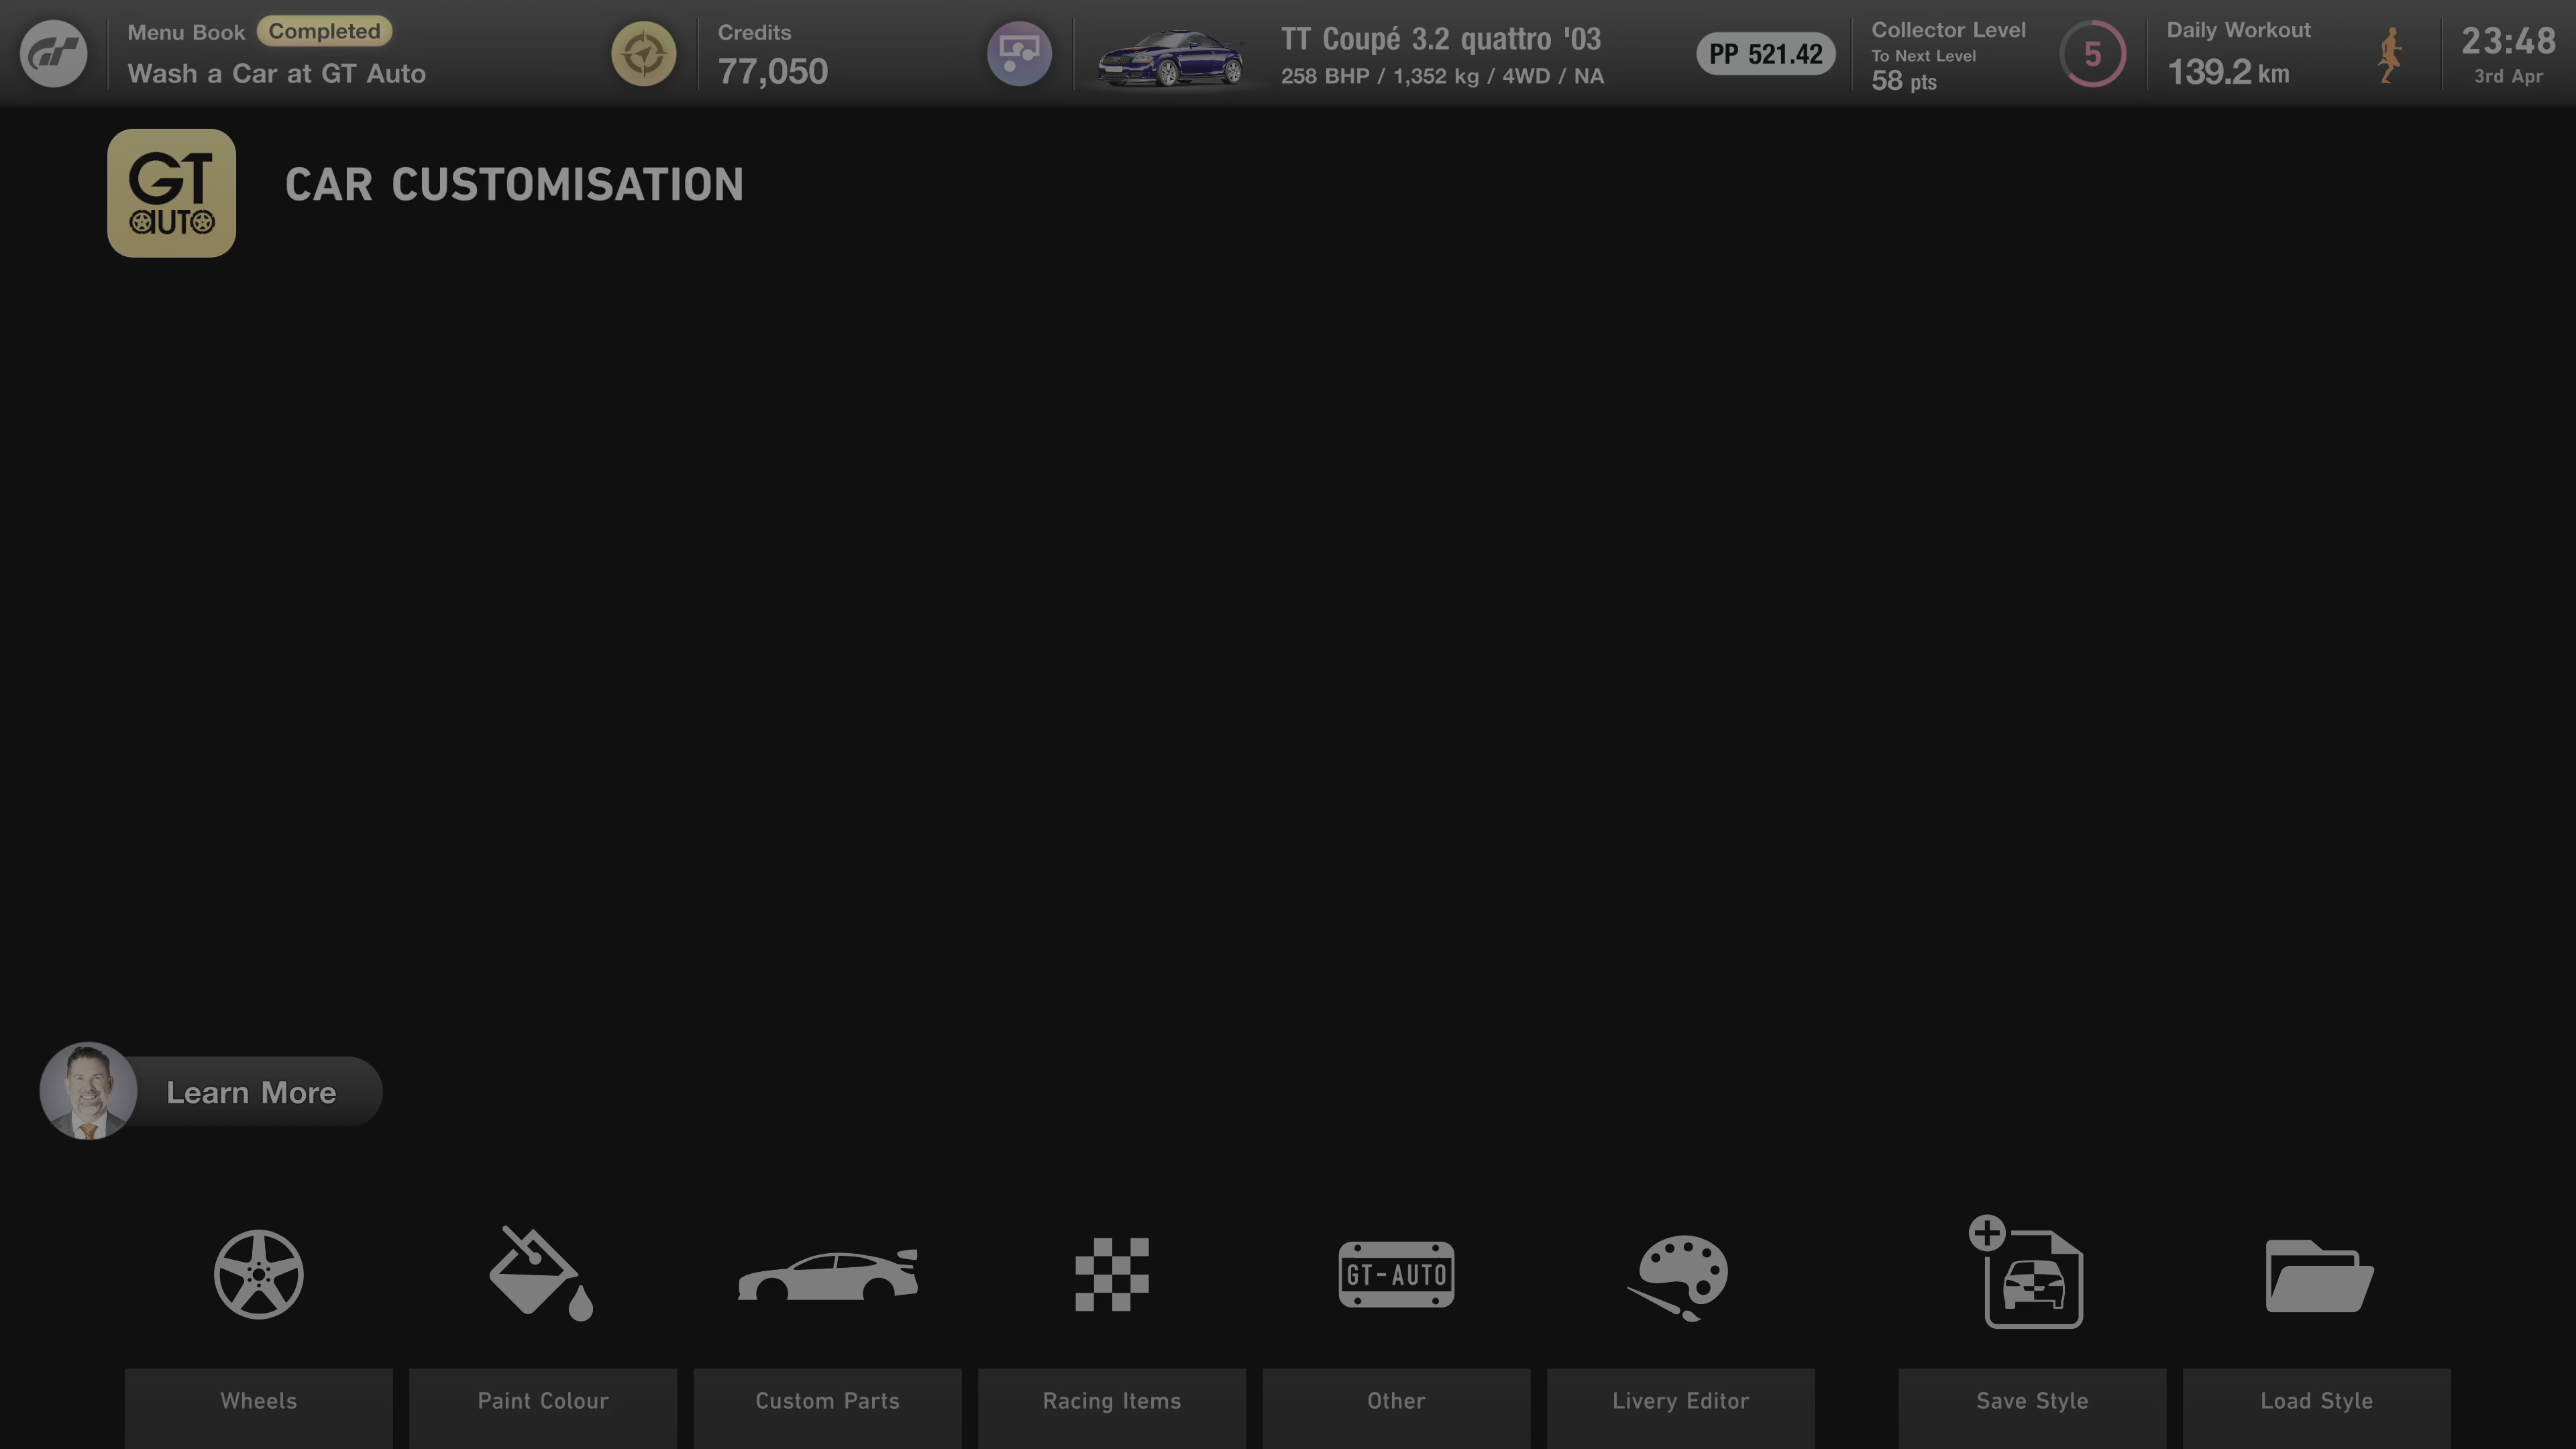 Menu Book Completed
Wash a Car at GT Auto
Credits
77,050
TT Coupé 3.2 quattro '03
258 BHP / 1,352 kg / 4WD / NA
PP 521.42
Collector Level
To Next Level
58 pts
5
Daily Workout
139.2 km
23:48
3rd Apr
GT
auto
CAR CUSTOMISATION
Learn More
GT-AUTO
Wheels
Paint Colour
Custom Parts
Racing Items
Other
Livery Editor
Save Style
Load Style